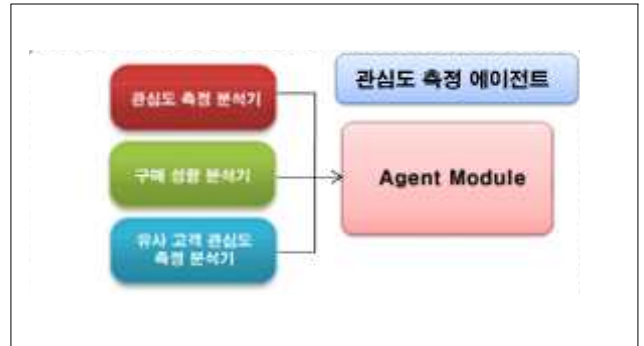 관심도 측정 에이전트
관심도 측정 분석기
구매 성향 분석기
유사 고객 관심도
측정 분석기
Agent Module